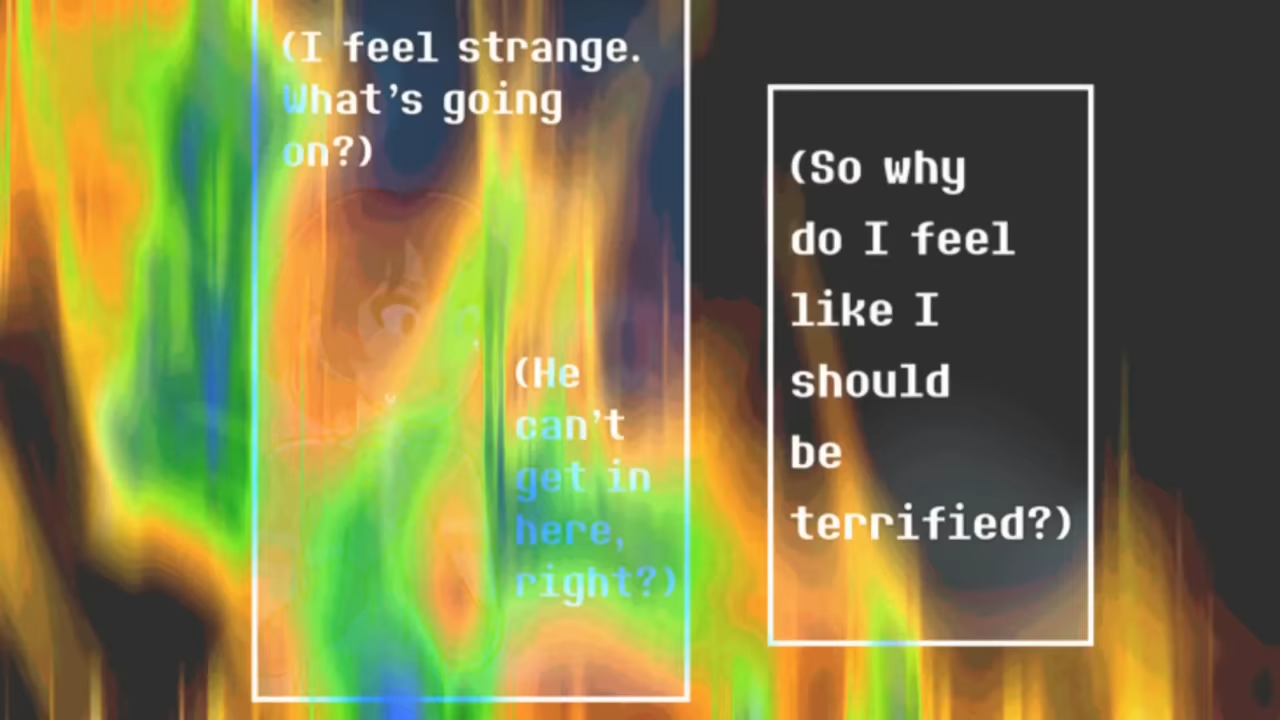 (I feel strange.
What's going
on?)
(He
can't
get in
here,
right?)
(So why
do I feel
like I
should
be
terrified?)